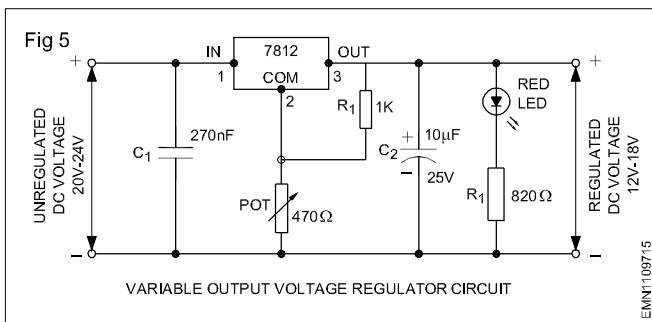 Fig 5
IN 7812 OUT
1 COM 3
2
+
+
UNREGULATED
DC VOLTAGE
20V-24V
C1
270nF
R1 1K
POT
470Ω
+
C2
10µF
25V
−
RED
LED
R1 820Ω
REGULATED
DC VOLTAGE
12V-18V
−
−
VARIABLE OUTPUT VOLTAGE REGULATOR CIRCUIT
EMN1109715